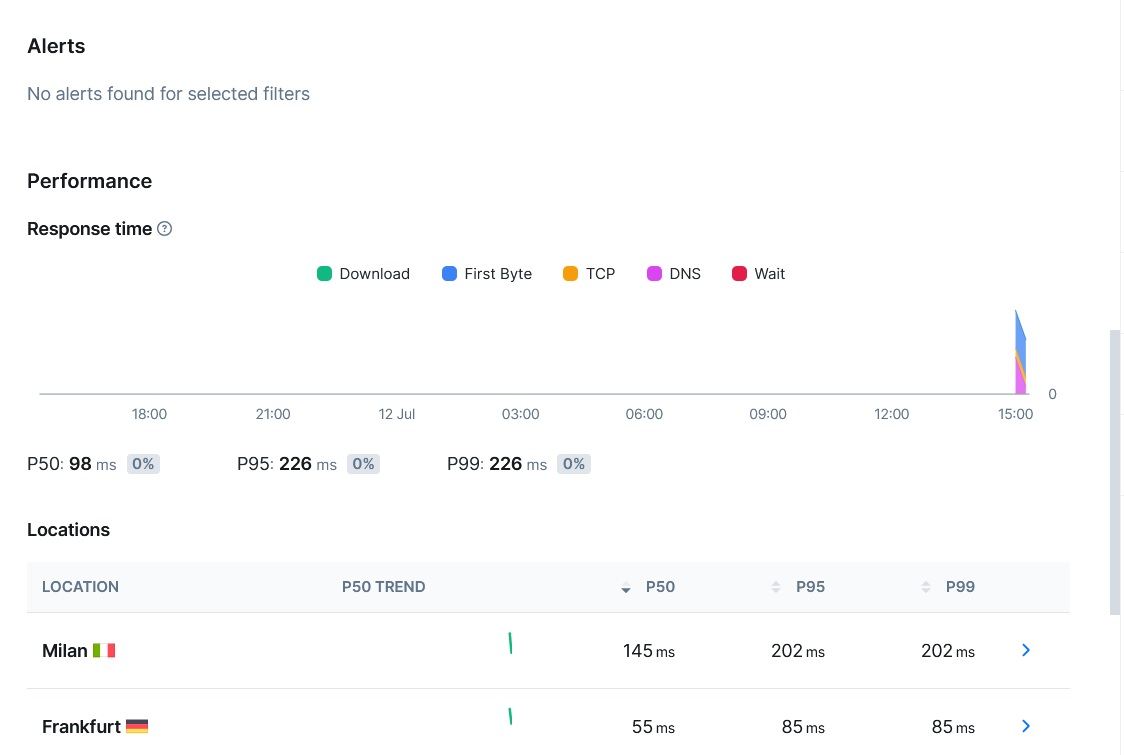 Alerts
No alerts found for selected filters
Performance
Response time
Download First Byte TCP DNS Wait
0
18:00 21:00 12 Jul 03:00 06:00 09:00 12:00 15:00
P50: 98 ms 0% P95: 226 ms 0% P99: 226 ms 0%
Locations
LOCATION P50 TREND P50 P95 P99
Milan 145 ms 202 ms 202 ms
Frankfurt 55 ms 85 ms 85 ms